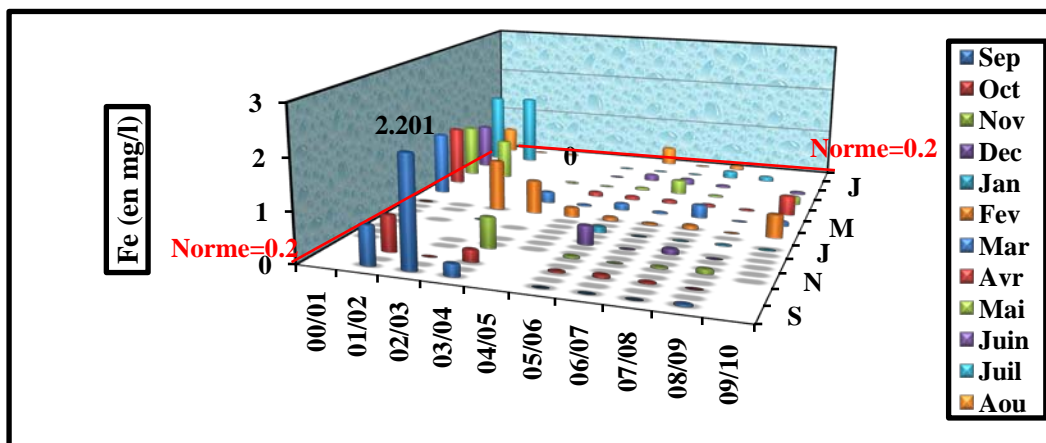 Fe (en mg/l)
3
2
1
0
2.201
0
Norme=0.2
Norme=0.2
00/01
01/02
02/03
03/04
04/05
05/06
06/07
07/08
08/09
09/10
S
N
J
M
J
Sep
Oct
Nov
Dec
Jan
Fev
Mar
Avr
Mai
Juin
Juil
Aou